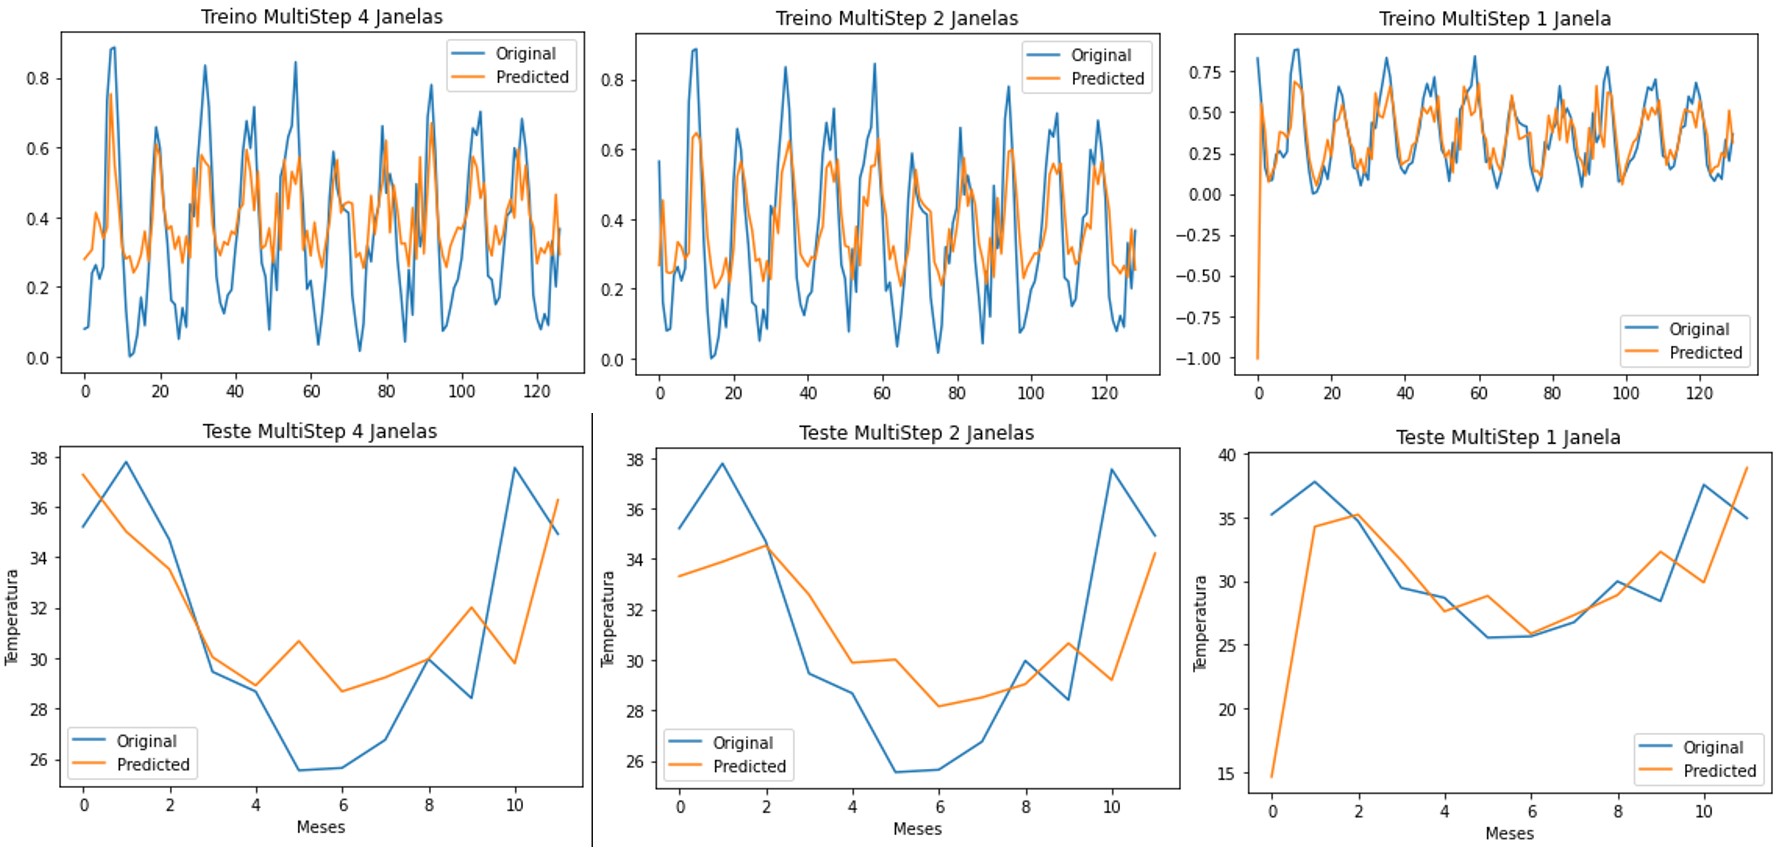 Treino MultiStep 4 Janelas
Original
Predicted
0.8
0.6
0.4
0.2
0.0
0 20 40 60 80 100 120
Treino MultiStep 2 Janelas
Original
Predicted
0.8
0.6
0.4
0.2
0.0
0 20 40 60 80 100 120
Treino MultiStep 1 Janela
0.75
0.50
0.25
0.00
−0.25
−0.50
−0.75
−1.00
Original
Predicted
0 20 40 60 80 100 120
Teste MultiStep 4 Janelas
38
36
34
32
30
28
26
Temperatura
Original
Predicted
0 2 4 6 8 10
Meses
Teste MultiStep 2 Janelas
38
36
34
32
30
28
26
Temperatura
Original
Predicted
0 2 4 6 8 10
Meses
Teste MultiStep 1 Janela
40
35
30
25
20
15
Temperatura
Original
Predicted
0 2 4 6 8 10
Meses